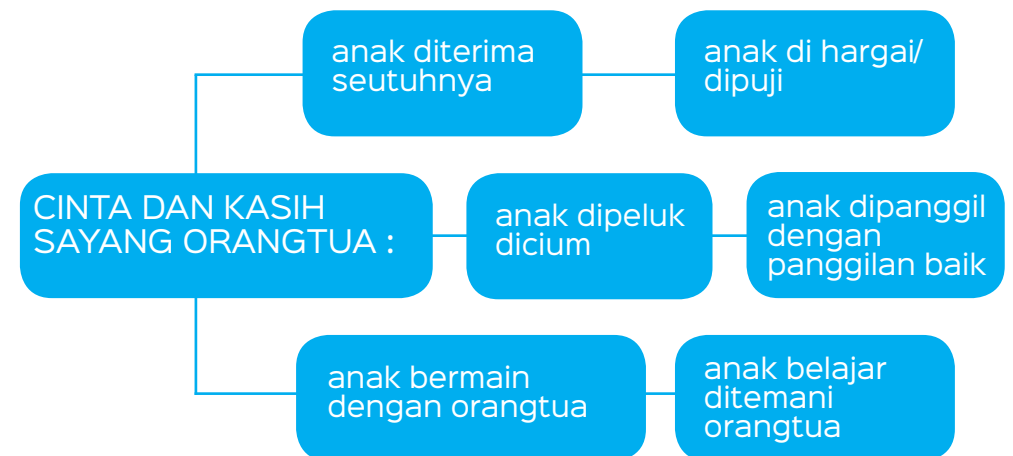 anak diterima
seutuhnya
anak di hargai/
dipuji
CINTA DAN KASIH
SAYANG ORANGTUA :
anak dipeluk
dicium
anak dipanggil
dengan
panggilan baik
anak bermain
dengan orangtua
anak belajar
ditemani
orangtua